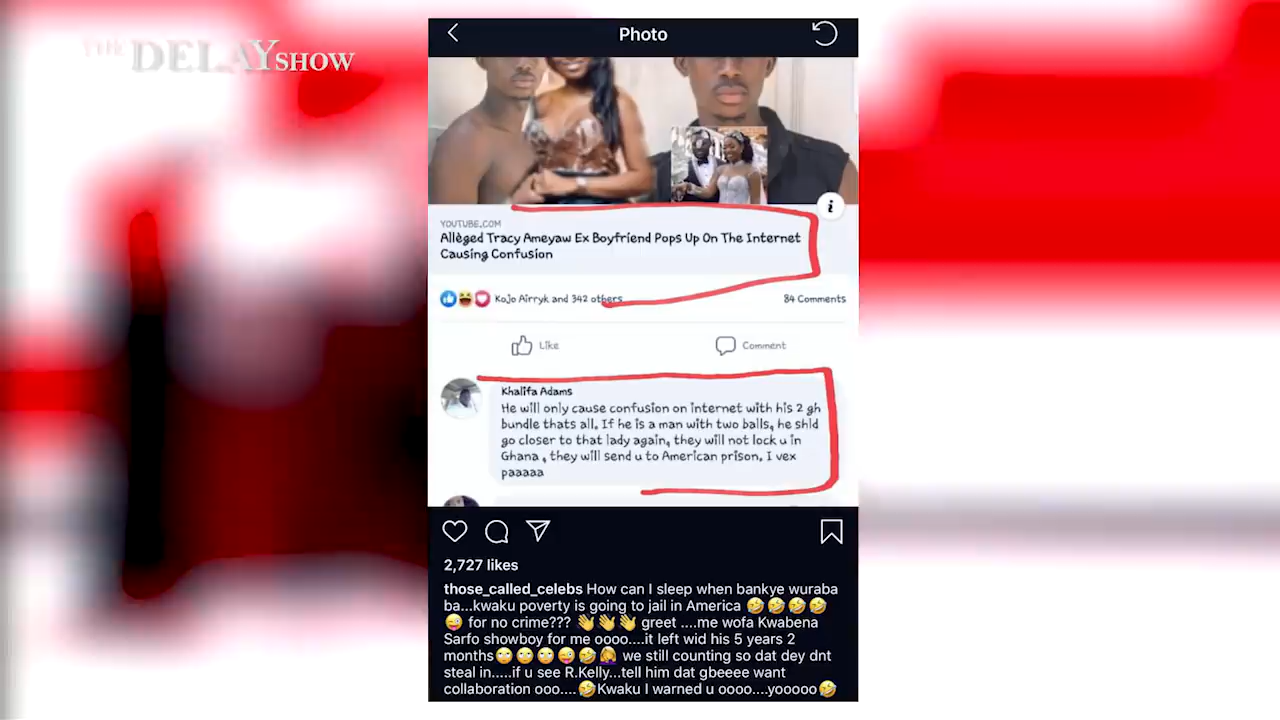 THE DELAY SHOW
Photo
i
YOUTUBE.COM
Allèged Tracy Ameyaw Ex Boyfriend Pops Up On The Internet
Causing Confusion
KoJo Airryk and 342 others
84 Comments
Like
Comment
Khalifa Adams
He will only cause confusion on internet with his 2 gh
bundle thats all. If he is a man with two balls, he shld
go closer to that lady again, they will not lock u in
Ghana , they will send u to American prison. I vex
paaaaa
2,727 likes
those_called_celebs How can I sleep when bankye wuraba
ba...kwaku poverty is going to jail in America 🤣🤣🤣🤣
😜 for no crime??? 👋👋👋 greet ....me wofa Kwabena
Sarfo showboy for me oooo....it left wid his 5 years 2
months🙄🙄🙄😜🤣🤦‍♀️ we still counting so dat dey dnt
steal in.....if u see R.Kelly...tell him dat gbeeee want
collaboration ooo....🤣Kwaku I warned u oooo....yooooo🤣